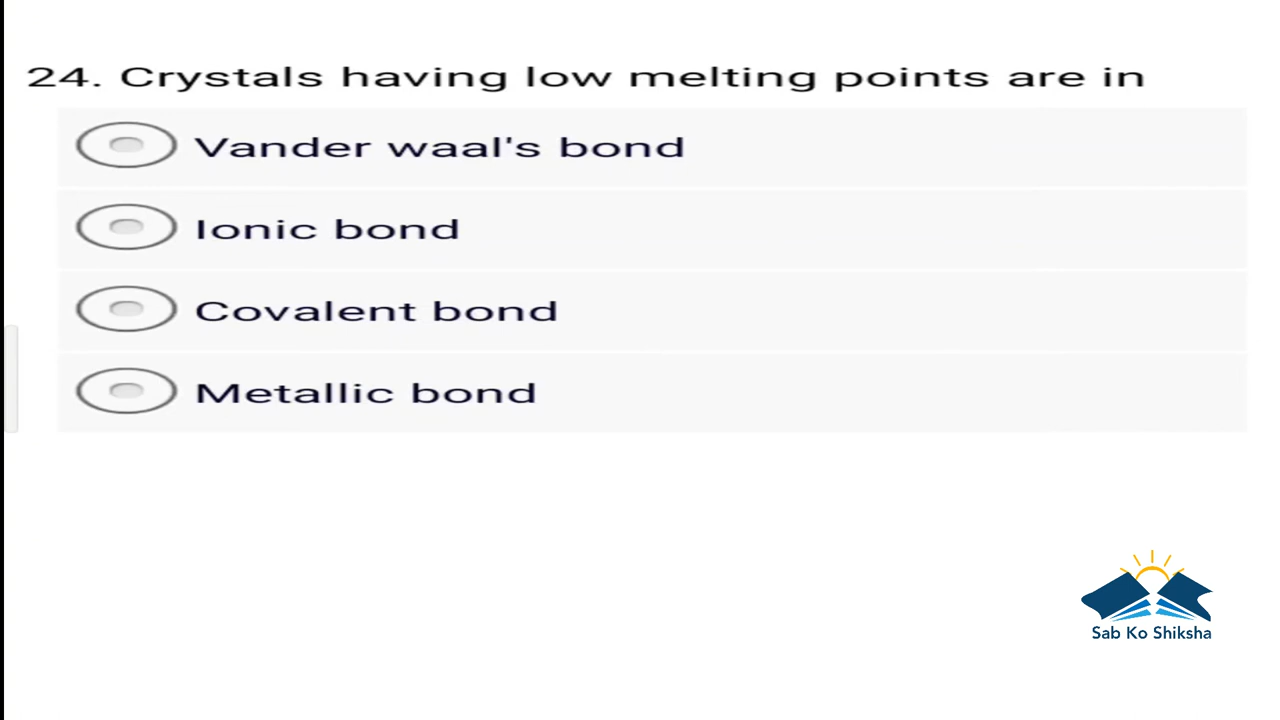 24. Crystals having low melting points are in
Vander waal's bond
Ionic bond
Covalent bond
Metallic bond
Sab Ko Shiksha